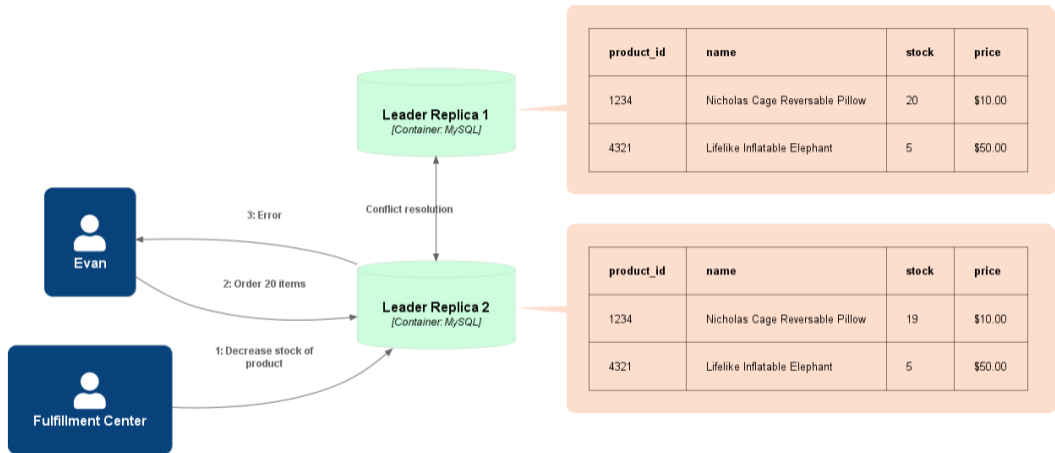 product_id name stock price
1234 Nicholas Cage Reversable Pillow 20 $10.00
4321 Lifelike Inflatable Elephant 5 $50.00
Leader Replica 1
[Container: MySQL]
Conflict resolution
3: Error
Evan
2: Order 20 items
Leader Replica 2
[Container: MySQL]
product_id name stock price
1234 Nicholas Cage Reversable Pillow 19 $10.00
4321 Lifelike Inflatable Elephant 5 $50.00
1: Decrease stock of
product
Fulfillment Center